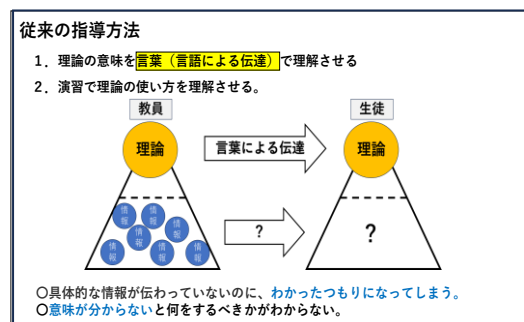 従来の指導方法
1．理論の意味を言葉（言語による伝達）で理解させる
2．演習で理論の使い方を理解させる。
教員
生徒
理論
言葉による伝達
理論
情報
情報
情報
情報
情報
情報
情報
?
?
〇具体的な情報が伝わっていないのに、わかったつもりになってしまう。
〇意味が分からないと何をするべきかがわからない。